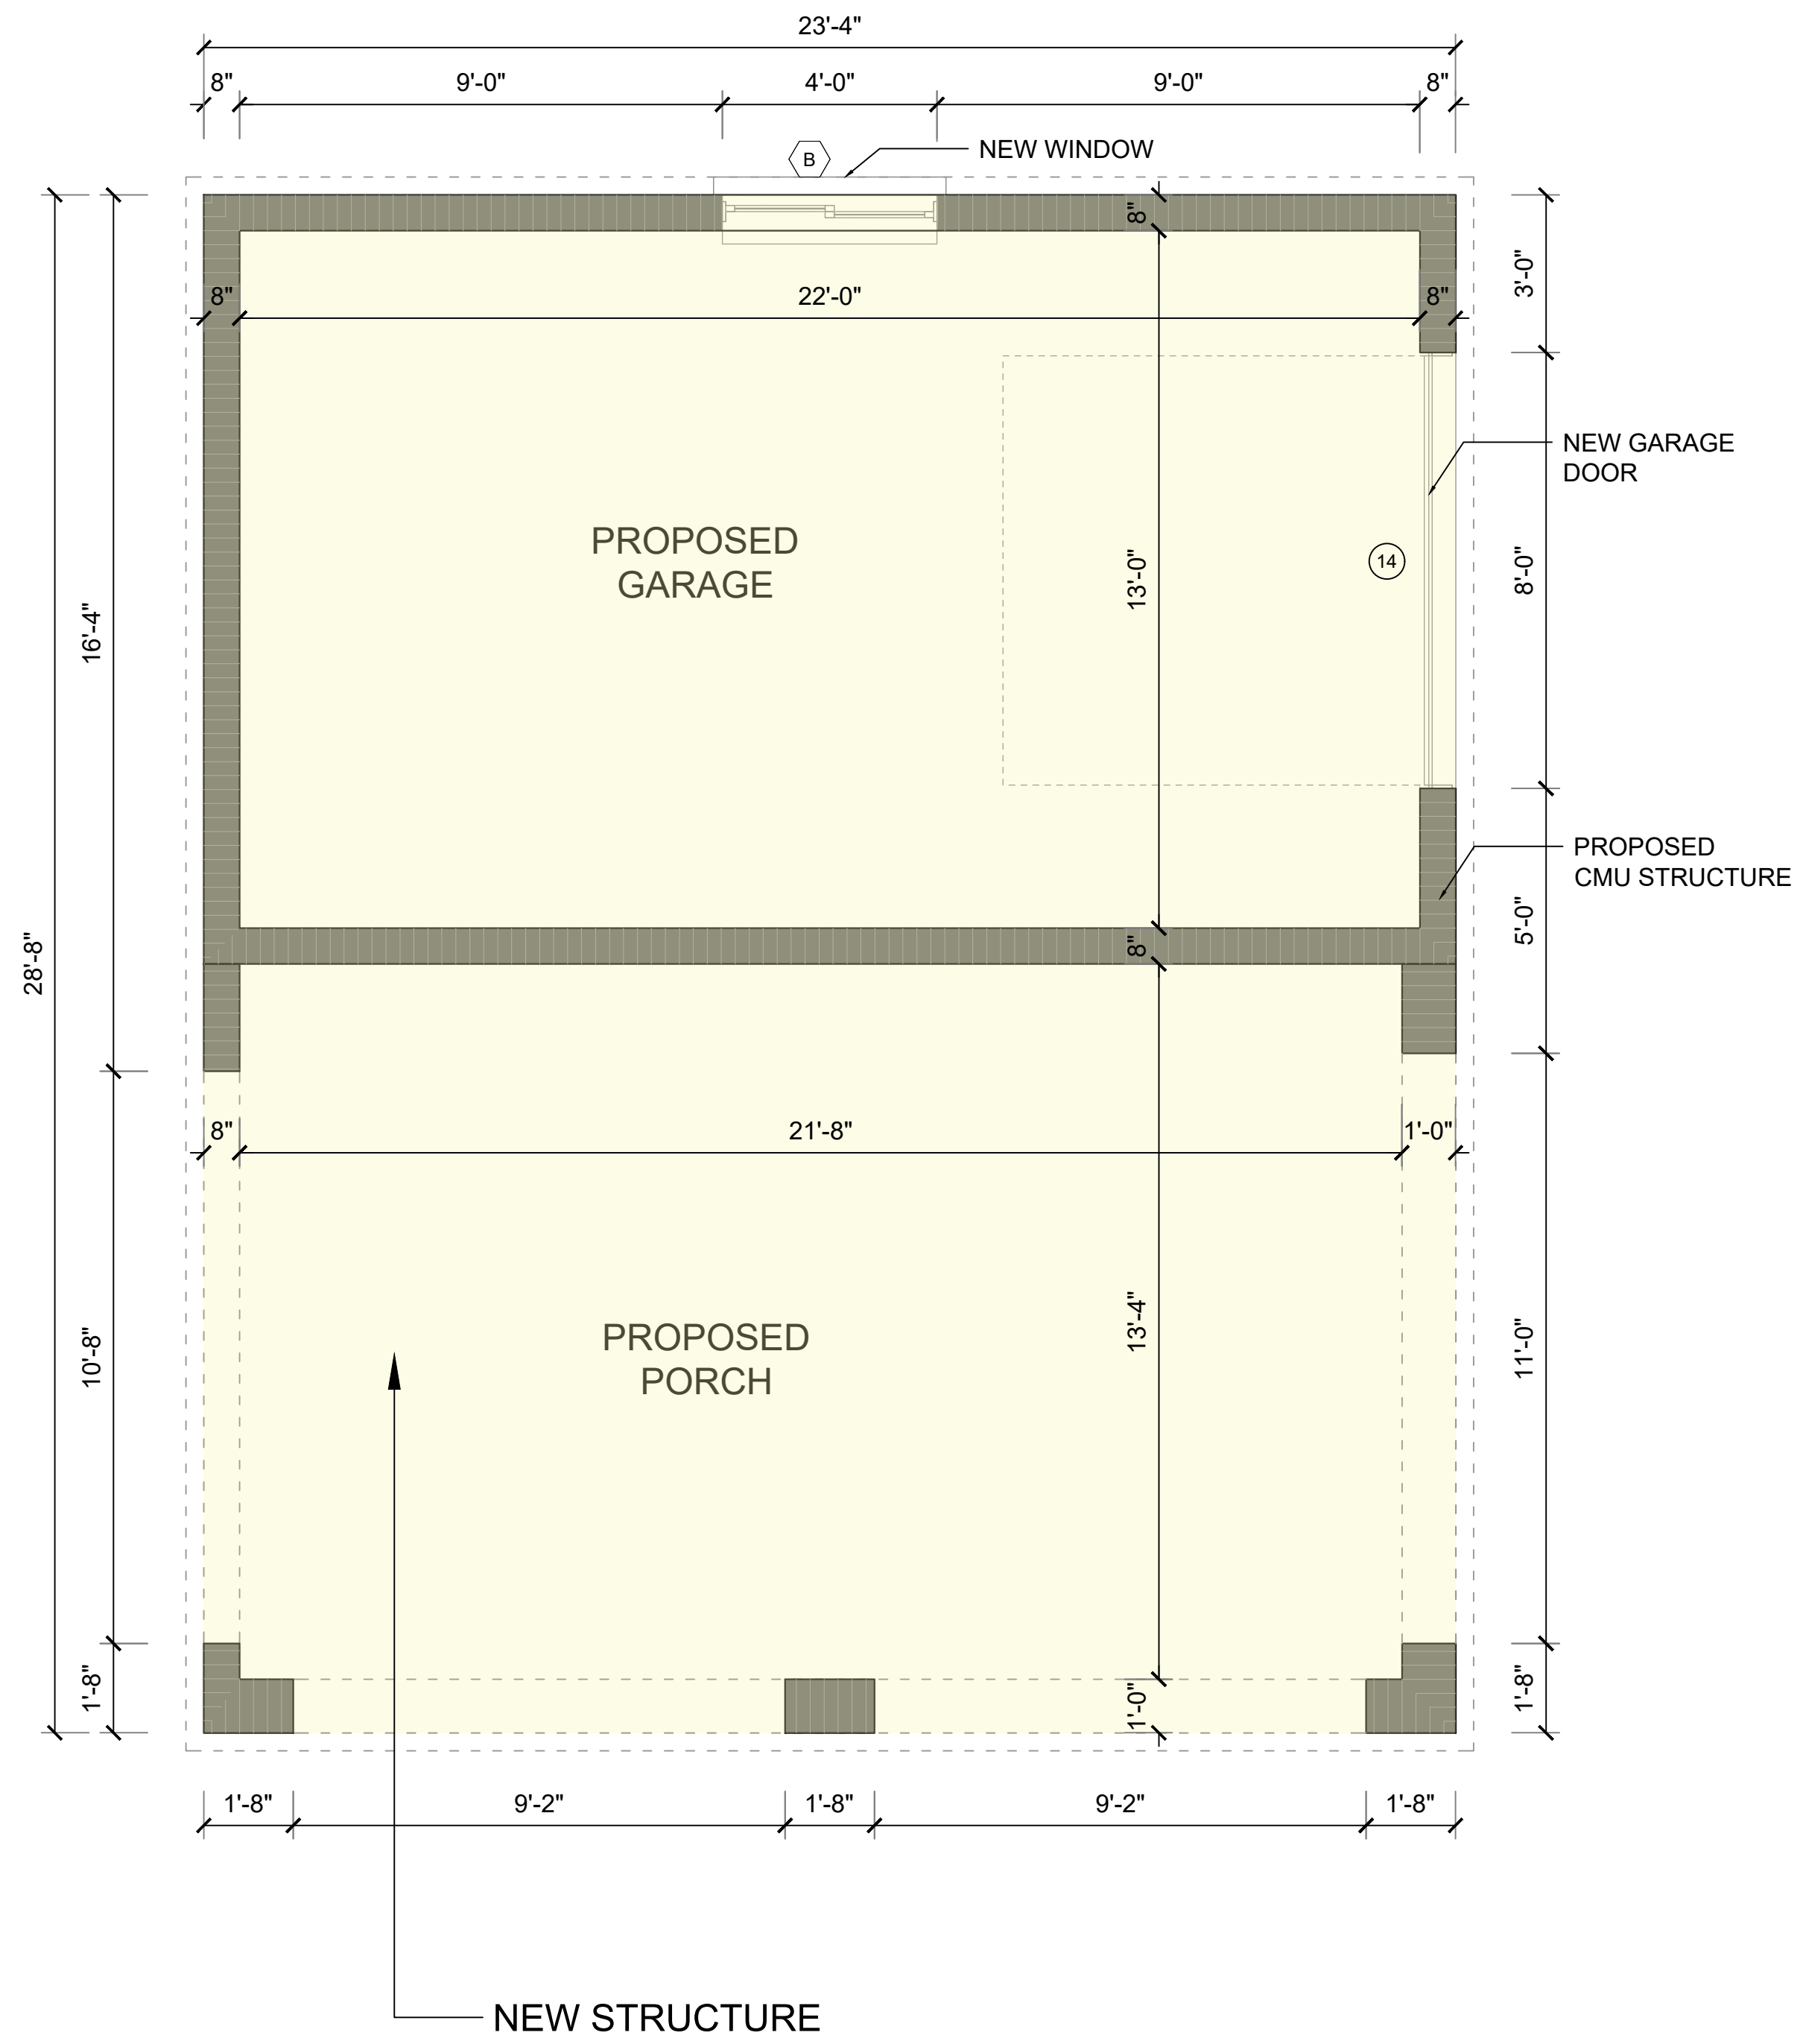 23'-4"
8" 9'-0" 4'-0" 9'-0" 8"
B
NEW WINDOW
8"
3'-0"
8" 22'-0" 8"
NEW GARAGE
DOOR
PROPOSED
GARAGE
14
13'-0"
8'-0"
16'-4"
PROPOSED
CMU STRUCTURE
28'-8"
8"
5'-0"
8" 21'-8" 1'-0"
PROPOSED
PORCH
10'-8"
13'-4"
11'-0"
1'-8"
1'-0"
1'-8"
1'-8" 9'-2" 1'-8" 9'-2" 1'-8"
NEW STRUCTURE